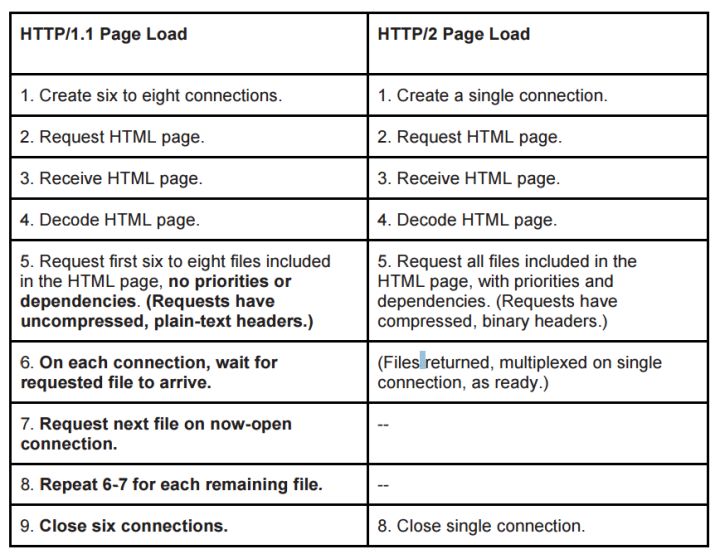 HTTP/1.1 Page Load
HTTP/2 Page Load
1. Create six to eight connections.
1. Create a single connection.
2. Request HTML page.
2. Request HTML page.
3. Receive HTML page.
3. Receive HTML page.
4. Decode HTML page.
4. Decode HTML page.
5. Request first six to eight files included
in the HTML page, no priorities or
dependencies. (Requests have
uncompressed, plain-text headers.)
5. Request all files included in the
HTML page, with priorities and
dependencies. (Requests have
compressed, binary headers.)
6. On each connection, wait for
requested file to arrive.
(Files returned, multiplexed on single
connection, as ready.)
7. Request next file on now-open
connection.
--
8. Repeat 6-7 for each remaining file.
--
9. Close six connections.
8. Close single connection.